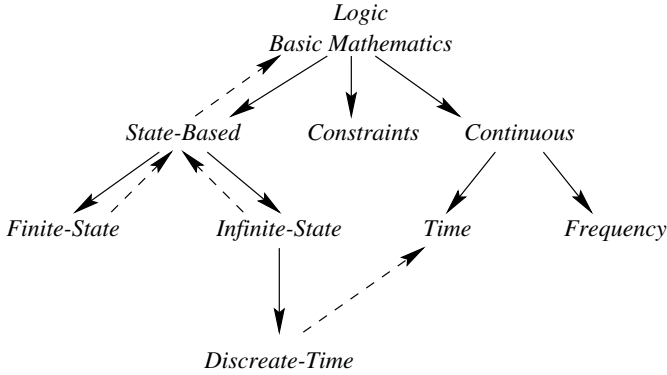 Logic
Basic Mathematics
State-Based
Constraints
Continuous
Finite-State
Infinite-State
Time
Frequency
Discreate-Time